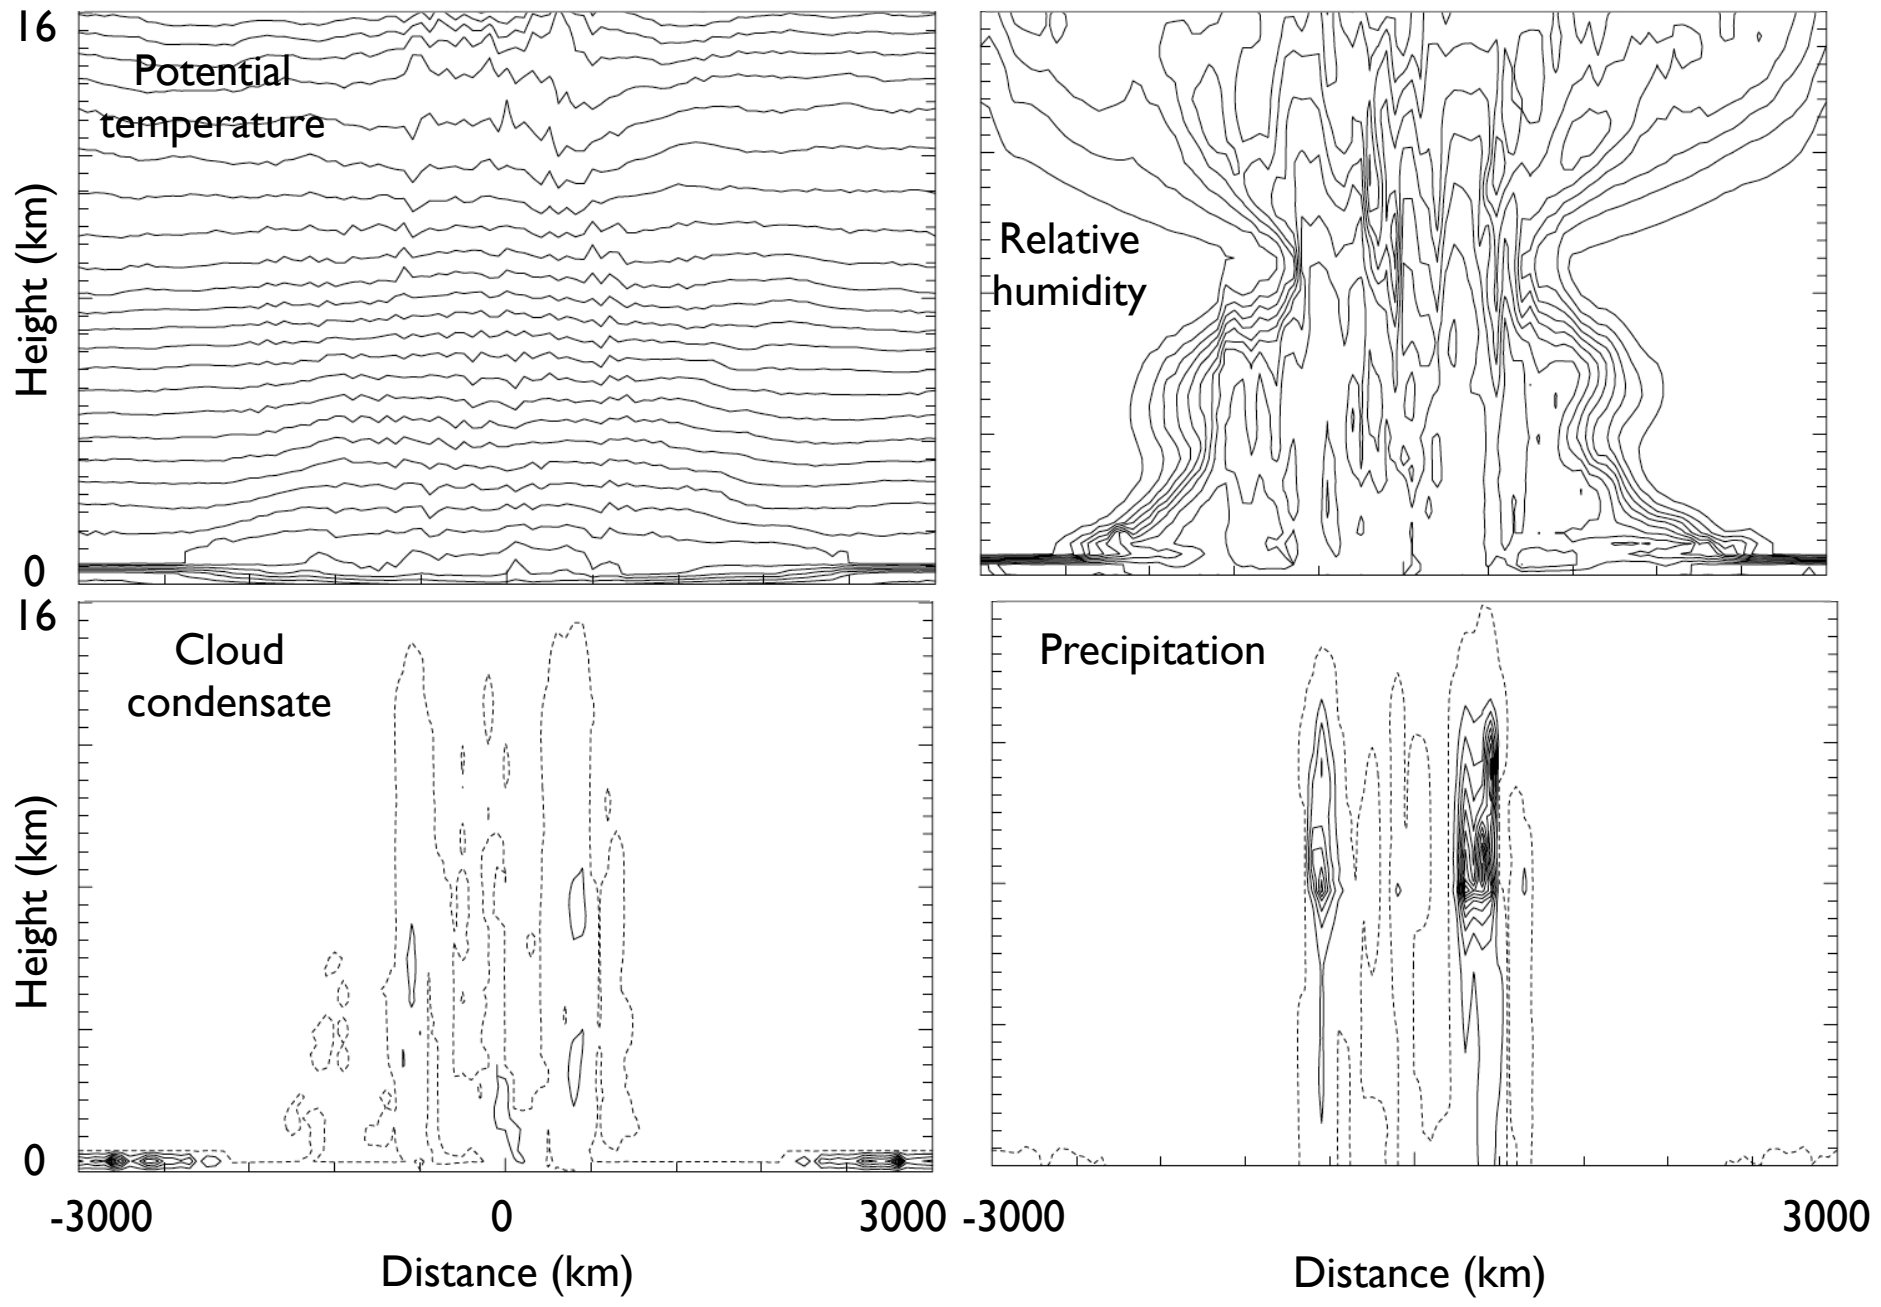 16
Potential
temperature
Height (km)
0
Relative
humidity
16
Cloud
condensate
Height (km)
0
Precipitation
-3000
0
3000
-3000
3000
Distance (km)
Distance (km)